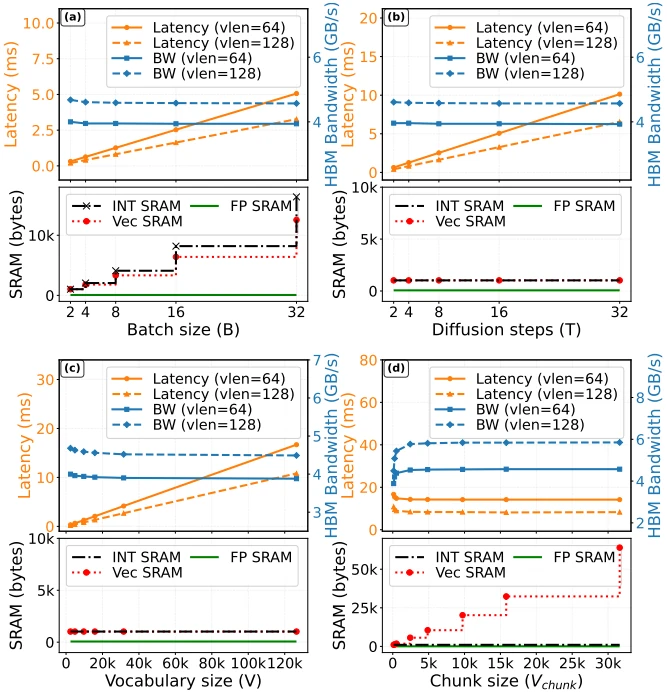 (a)
Latency (vlen=64)
Latency (vlen=128)
BW (vlen=64)
BW (vlen=128)
Latency (ms)
10.0
7.5
5.0
2.5
0.0
HBM Bandwidth (GB/s)
6
4
INT SRAM
FP SRAM
Vec SRAM
SRAM (bytes)
10k
0
2 4 8 16 32
Batch size (B)
(b)
Latency (vlen=64)
Latency (vlen=128)
BW (vlen=64)
BW (vlen=128)
Latency (ms)
20
15
10
5
0
HBM Bandwidth (GB/s)
6
4
INT SRAM
FP SRAM
Vec SRAM
SRAM (bytes)
10k
5k
0
2 4 8 16 32
Diffusion steps (T)
(c)
Latency (vlen=64)
Latency (vlen=128)
BW (vlen=64)
BW (vlen=128)
Latency (ms)
30
20
10
0
HBM Bandwidth (GB/s)
7
6
5
4
3
INT SRAM
FP SRAM
Vec SRAM
SRAM (bytes)
10k
5k
0
0 20k 40k 60k 80k 100k 120k
Vocabulary size (V)
(d)
Latency (vlen=64)
Latency (vlen=128)
BW (vlen=64)
BW (vlen=128)
Latency (ms)
80
60
40
20
0
HBM Bandwidth (GB/s)
8
6
4
2
INT SRAM
FP SRAM
Vec SRAM
SRAM (bytes)
50k
25k
0
0 5k 10k 15k 20k 25k 30k
Chunk size (V_chunk)